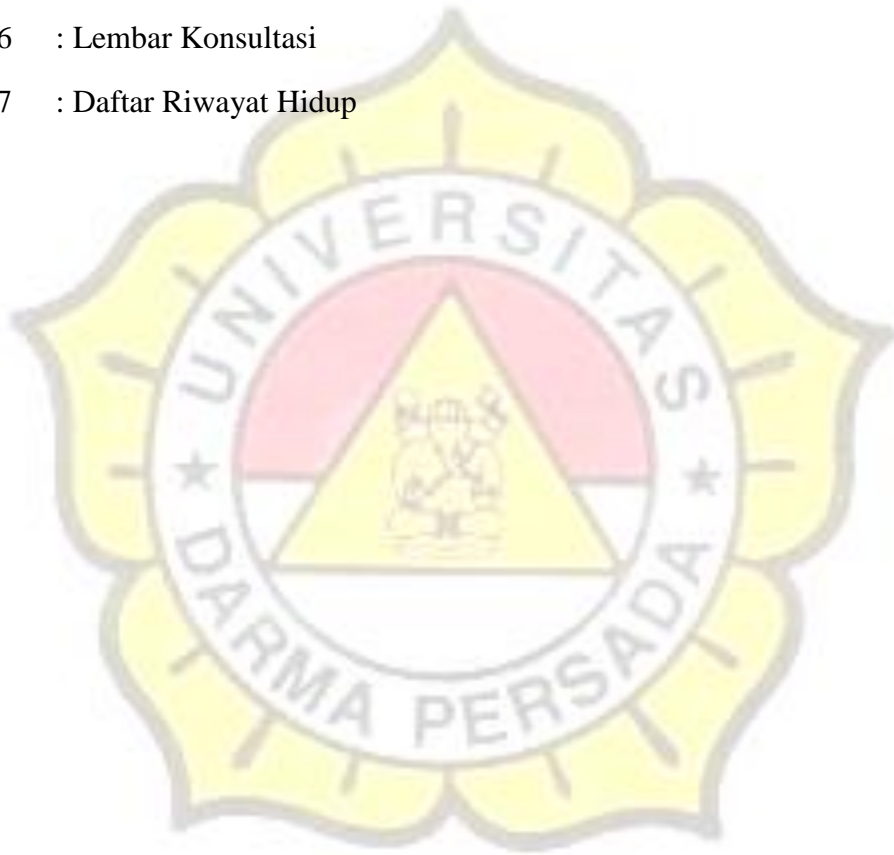 6 : Lembar Konsultasi
7 : Daftar Riwayat Hidup
UNIVERSITAS
★ DARMA PERSADA ★